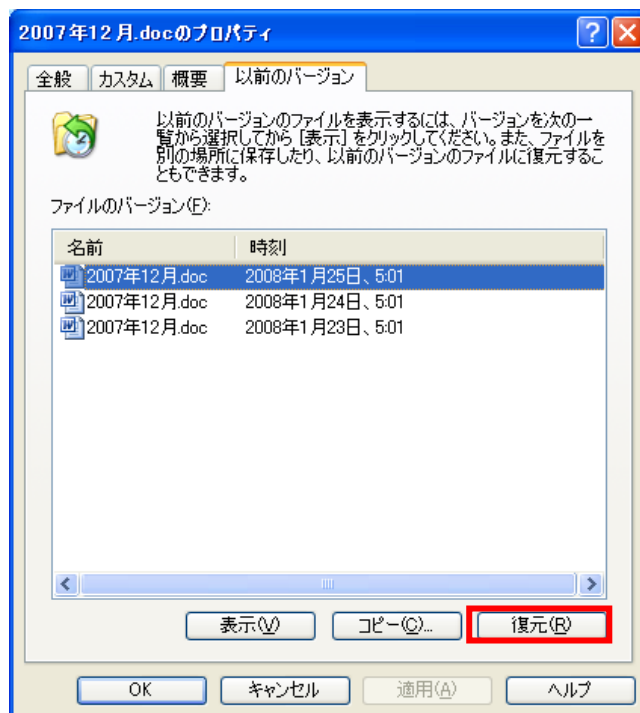 2007年12月.docのプロパティ
全般 カスタム 概要 以前のバージョン
以前のバージョンのファイルを表示するには、バージョンを次の一
覧から選択してから [表示] をクリックしてください。また、ファイルを
別の場所に保存したり、以前のバージョンのファイルに復元するこ
ともできます。
ファイルのバージョン(F):
名前 時刻
2007年12月.doc 2008年1月25日、5:01
2007年12月.doc 2008年1月24日、5:01
2007年12月.doc 2008年1月23日、5:01
表示(V) コピー(C)... 復元(R)
OK キャンセル 適用(A) ヘルプ